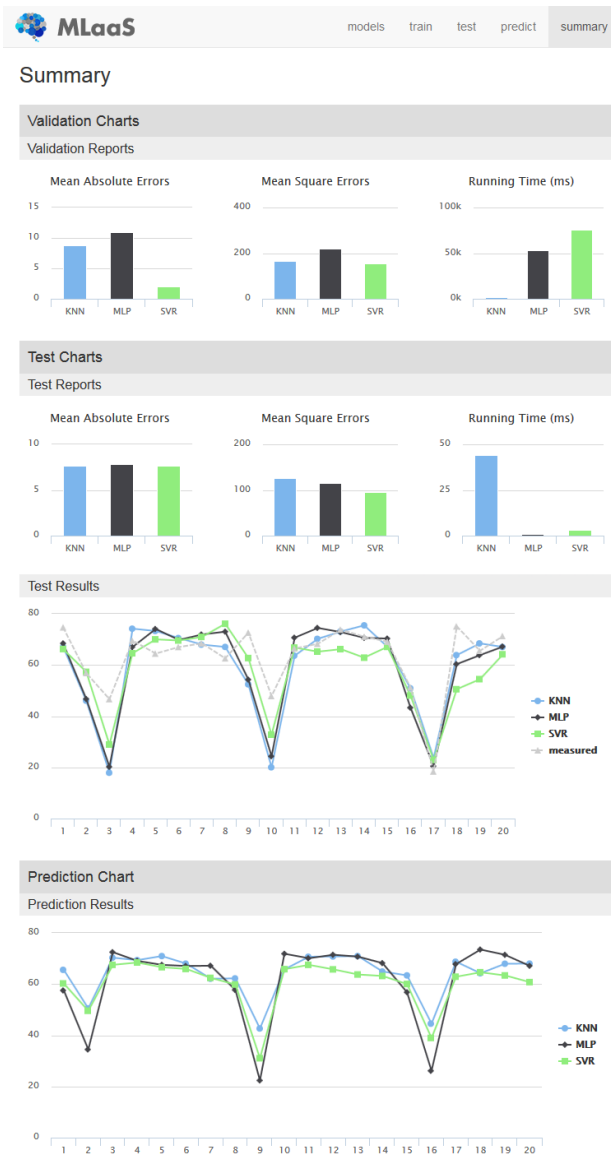 MLaaS
models train test predict summary
Summary
Validation Charts
Validation Reports
Mean Absolute Errors
15
10
5
0
KNN MLP SVR
Mean Square Errors
400
200
0
KNN MLP SVR
Running Time (ms)
100k
50k
0k
KNN MLP SVR
Test Charts
Test Reports
Mean Absolute Errors
10
5
0
KNN MLP SVR
Mean Square Errors
200
100
0
KNN MLP SVR
Running Time (ms)
50
25
0
KNN MLP SVR
Test Results
80
60
40
20
0
1 2 3 4 5 6 7 8 9 10 11 12 13 14 15 16 17 18 19 20
KNN
MLP
SVR
measured
Prediction Chart
Prediction Results
80
60
40
20
0
1 2 3 4 5 6 7 8 9 10 11 12 13 14 15 16 17 18 19 20
KNN
MLP
SVR